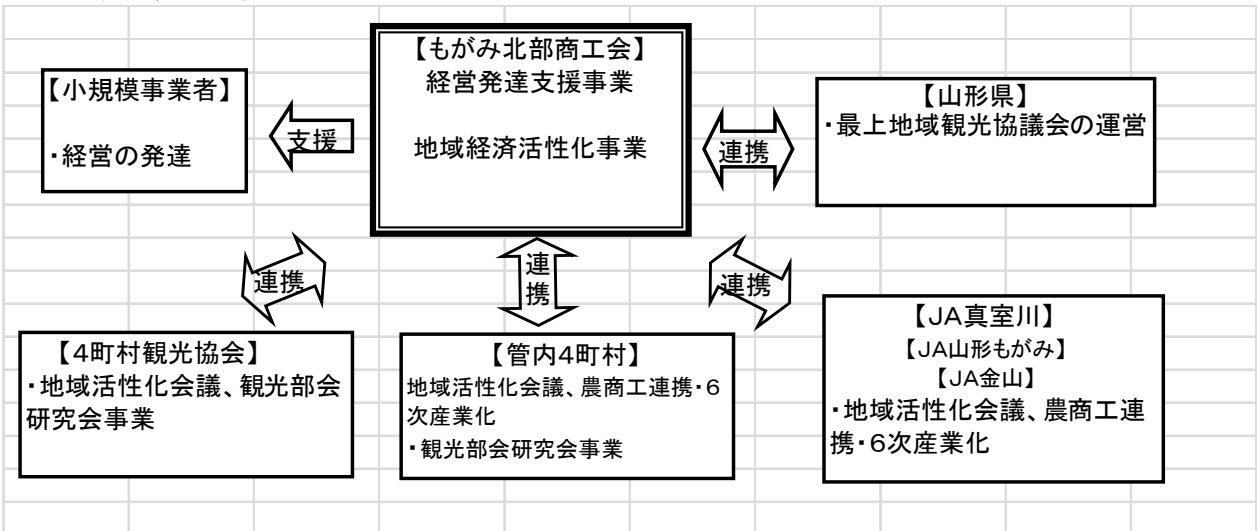 【もがみ北部商工会】
経営発達支援事業
地域経済活性化事業
【小規模事業者】
・経営の発達
支援
連携
【山形県】
・最上地域観光協議会の運営
連携
連
携
連携
【4町村観光協会】
・地域活性化会議、観光部会
研究会事業
【管内4町村】
地域活性化会議、農商工連携・6
次産業化
・観光部会研究会事業
【JA真室川】
【JA山形もがみ】
【JA金山】
・地域活性化会議、農商工連
携・6次産業化